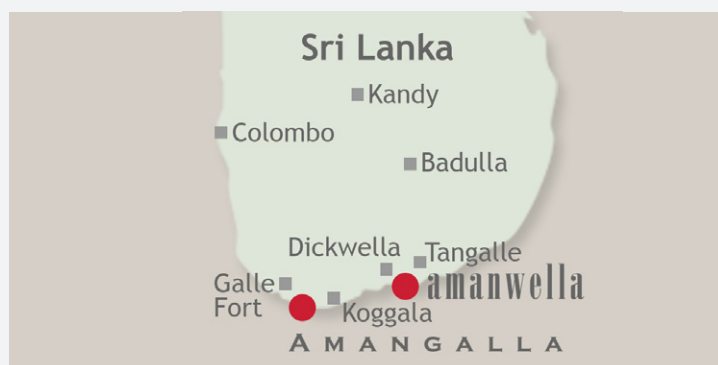 Sri Lanka
Kandy
Colombo
Badulla
Dickwella
Tangalle
Galle
Fort
amanwella
Koggala
AMANGALLA